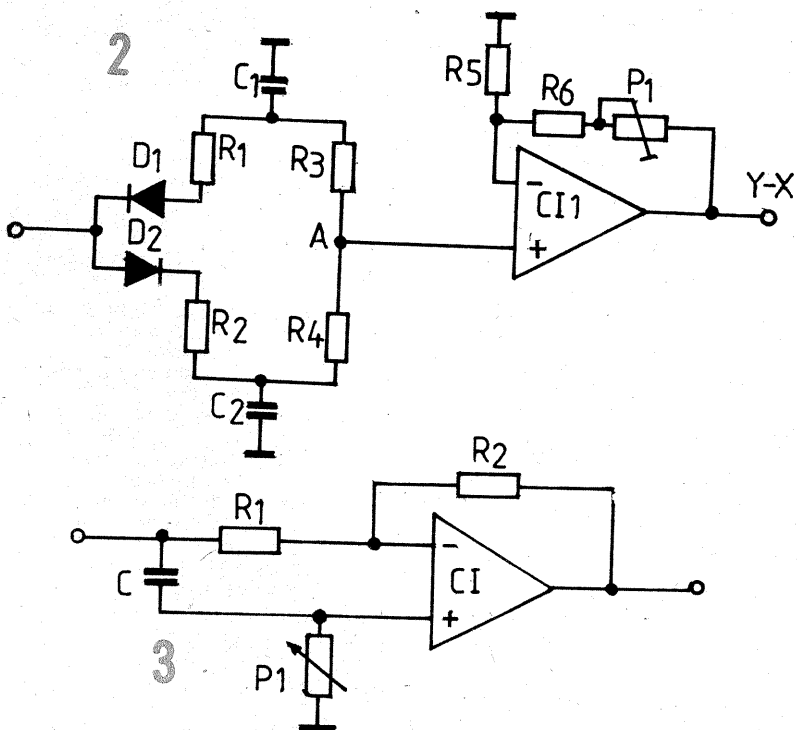 2
C1
R5
R6
P1
D1
R1
R3
Y-X
D2
A
-
CI1
+
R2
R4
C2
R2
R1
-
C
CI
+
3
P1